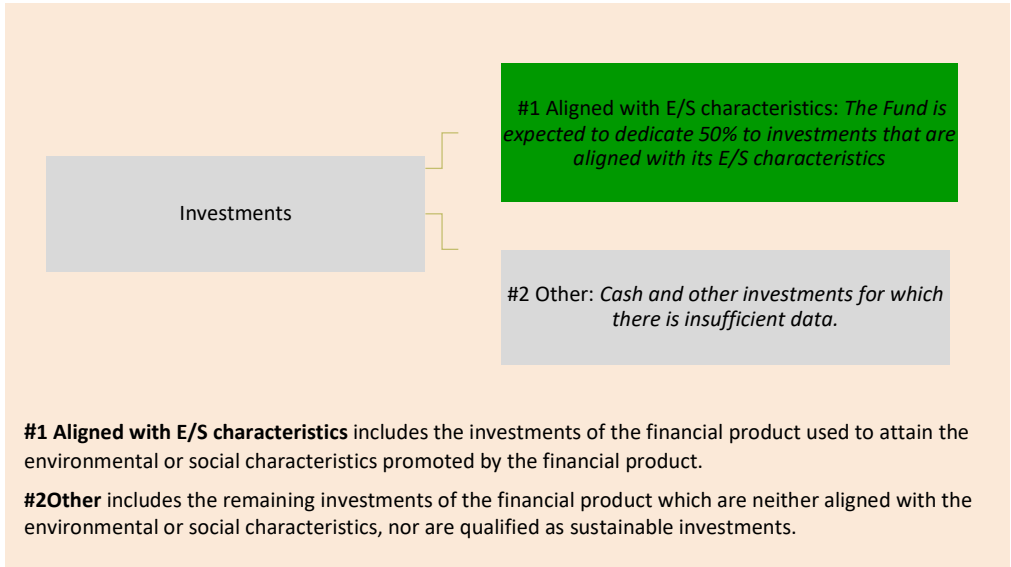 #1 Aligned with E/S characteristics: The Fund is
expected to dedicate 50% to investments that are
aligned with its E/S characteristics
Investments
#2 Other: Cash and other investments for which
there is insufficient data.
#1 Aligned with E/S characteristics includes the investments of the financial product used to attain the
environmental or social characteristics promoted by the financial product.
#2Other includes the remaining investments of the financial product which are neither aligned with the
environmental or social characteristics, nor are qualified as sustainable investments.